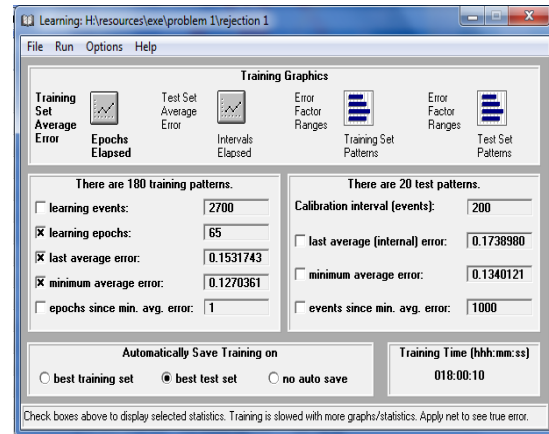 Learning: H:\resources\exe\problem 1\rejection 1
File Run Options Help
Training Graphics
Training Set Average Error
Epochs Elapsed
Test Set Average Error
Intervals Elapsed
Error Factor Ranges
Training Set Patterns
Error Factor Ranges
Test Set Patterns
There are 180 training patterns.
learning events: 2700
learning epochs: 65
last average error: 0.1531743
minimum average error: 0.1270361
epochs since min. avg. error: 1
There are 20 test patterns.
Calibration interval (events): 200
last average (internal) error: 0.1738980
minimum average error: 0.1340121
events since min. avg. error: 1000
Automatically Save Training on
best training set best test set no auto save
Training Time (hhh:mm:ss)
018:00:10
Check boxes above to display selected statistics. Training is slowed with more graphs/statistics. Apply net to see true error.